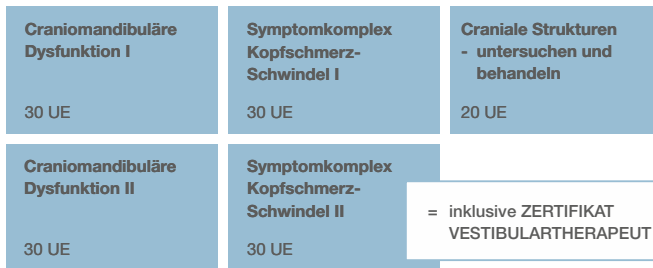 Craniomandibuläre
Dysfunktion I
30 UE
Symptomkomplex
Kopfschmerz-
Schwindel I
30 UE
Craniale Strukturen
- untersuchen und
behandeln
20 UE
Craniomandibuläre
Dysfunktion II
30 UE
Symptomkomplex
Kopfschmerz-
Schwindel II
30 UE
= inklusive ZERTIFIKAT
VESTIBULARTHERAPEUT